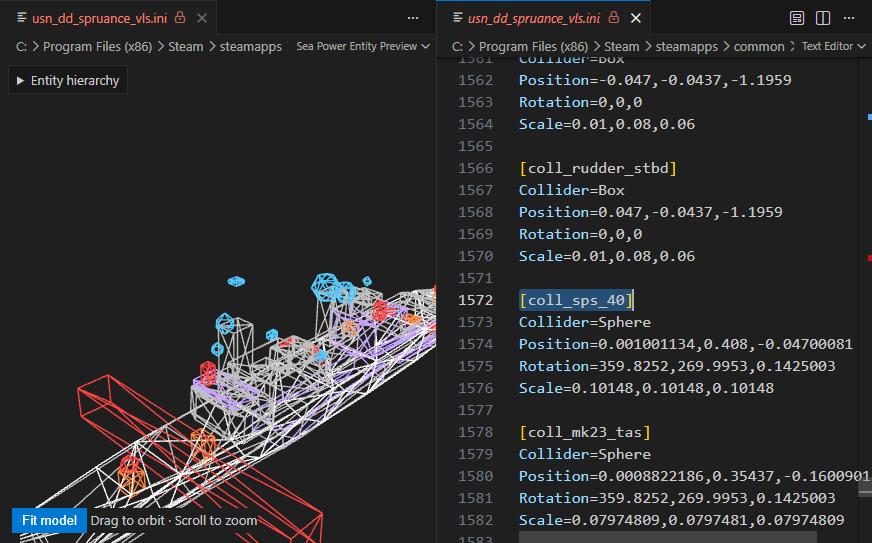 usn_dd_spruance_vls.ini
usn_dd_spruance_vls.ini
C: > Program Files (x86) > Steam > steamapps Sea Power Entity Preview
C: > Program Files (x86) > Steam > steamapps > common > Text Editor
Entity hierarchy
Fit model Drag to orbit · Scroll to zoom
1561 Collider=Box
1562 Position=-0.047,-0.0437,-1.1959
1563 Rotation=0,0,0
1564 Scale=0.01,0.08,0.06
1565
1566 [coll_rudder_stbd]
1567 Collider=Box
1568 Position=0.047,-0.0437,-1.1959
1569 Rotation=0,0,0
1570 Scale=0.01,0.08,0.06
1571
1572 [coll_sps_40]
1573 Collider=Sphere
1574 Position=0.001001134,0.408,-0.04700081
1575 Rotation=359.8252,269.9953,0.1425003
1576 Scale=0.10148,0.10148,0.10148
1577
1578 [coll_mk23_tas]
1579 Collider=Sphere
1580 Position=0.0008822186,0.35437,-0.1600901
1581 Rotation=359.8252,269.9953,0.1425003
1582 Scale=0.07974809,0.0797481,0.07974809
1583